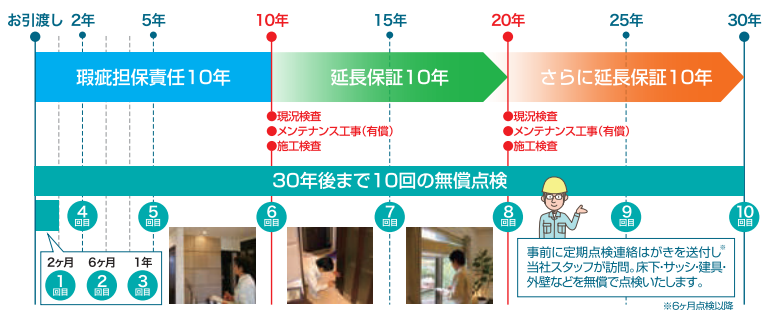 お引渡し 2年 5年 10年 15年 20年 25年 30年
瑕疵担保責任10年 延長保証10年 さらに延長保証10年
●現況検査
●メンテナンス工事(有償)
●施工検査
●現況検査
●メンテナンス工事(有償)
●施工検査
30年後まで10回の無償点検
4回目 5回目 6回目 7回目 8回目 9回目 10回目
2ヶ月 6ヶ月 1年
1回目 2回目 3回目
事前に定期点検連絡はがきを送付し※
当社スタッフが訪問。床下・サッシ・建具・
外壁などを無償で点検いたします。
※6ヶ月点検以降